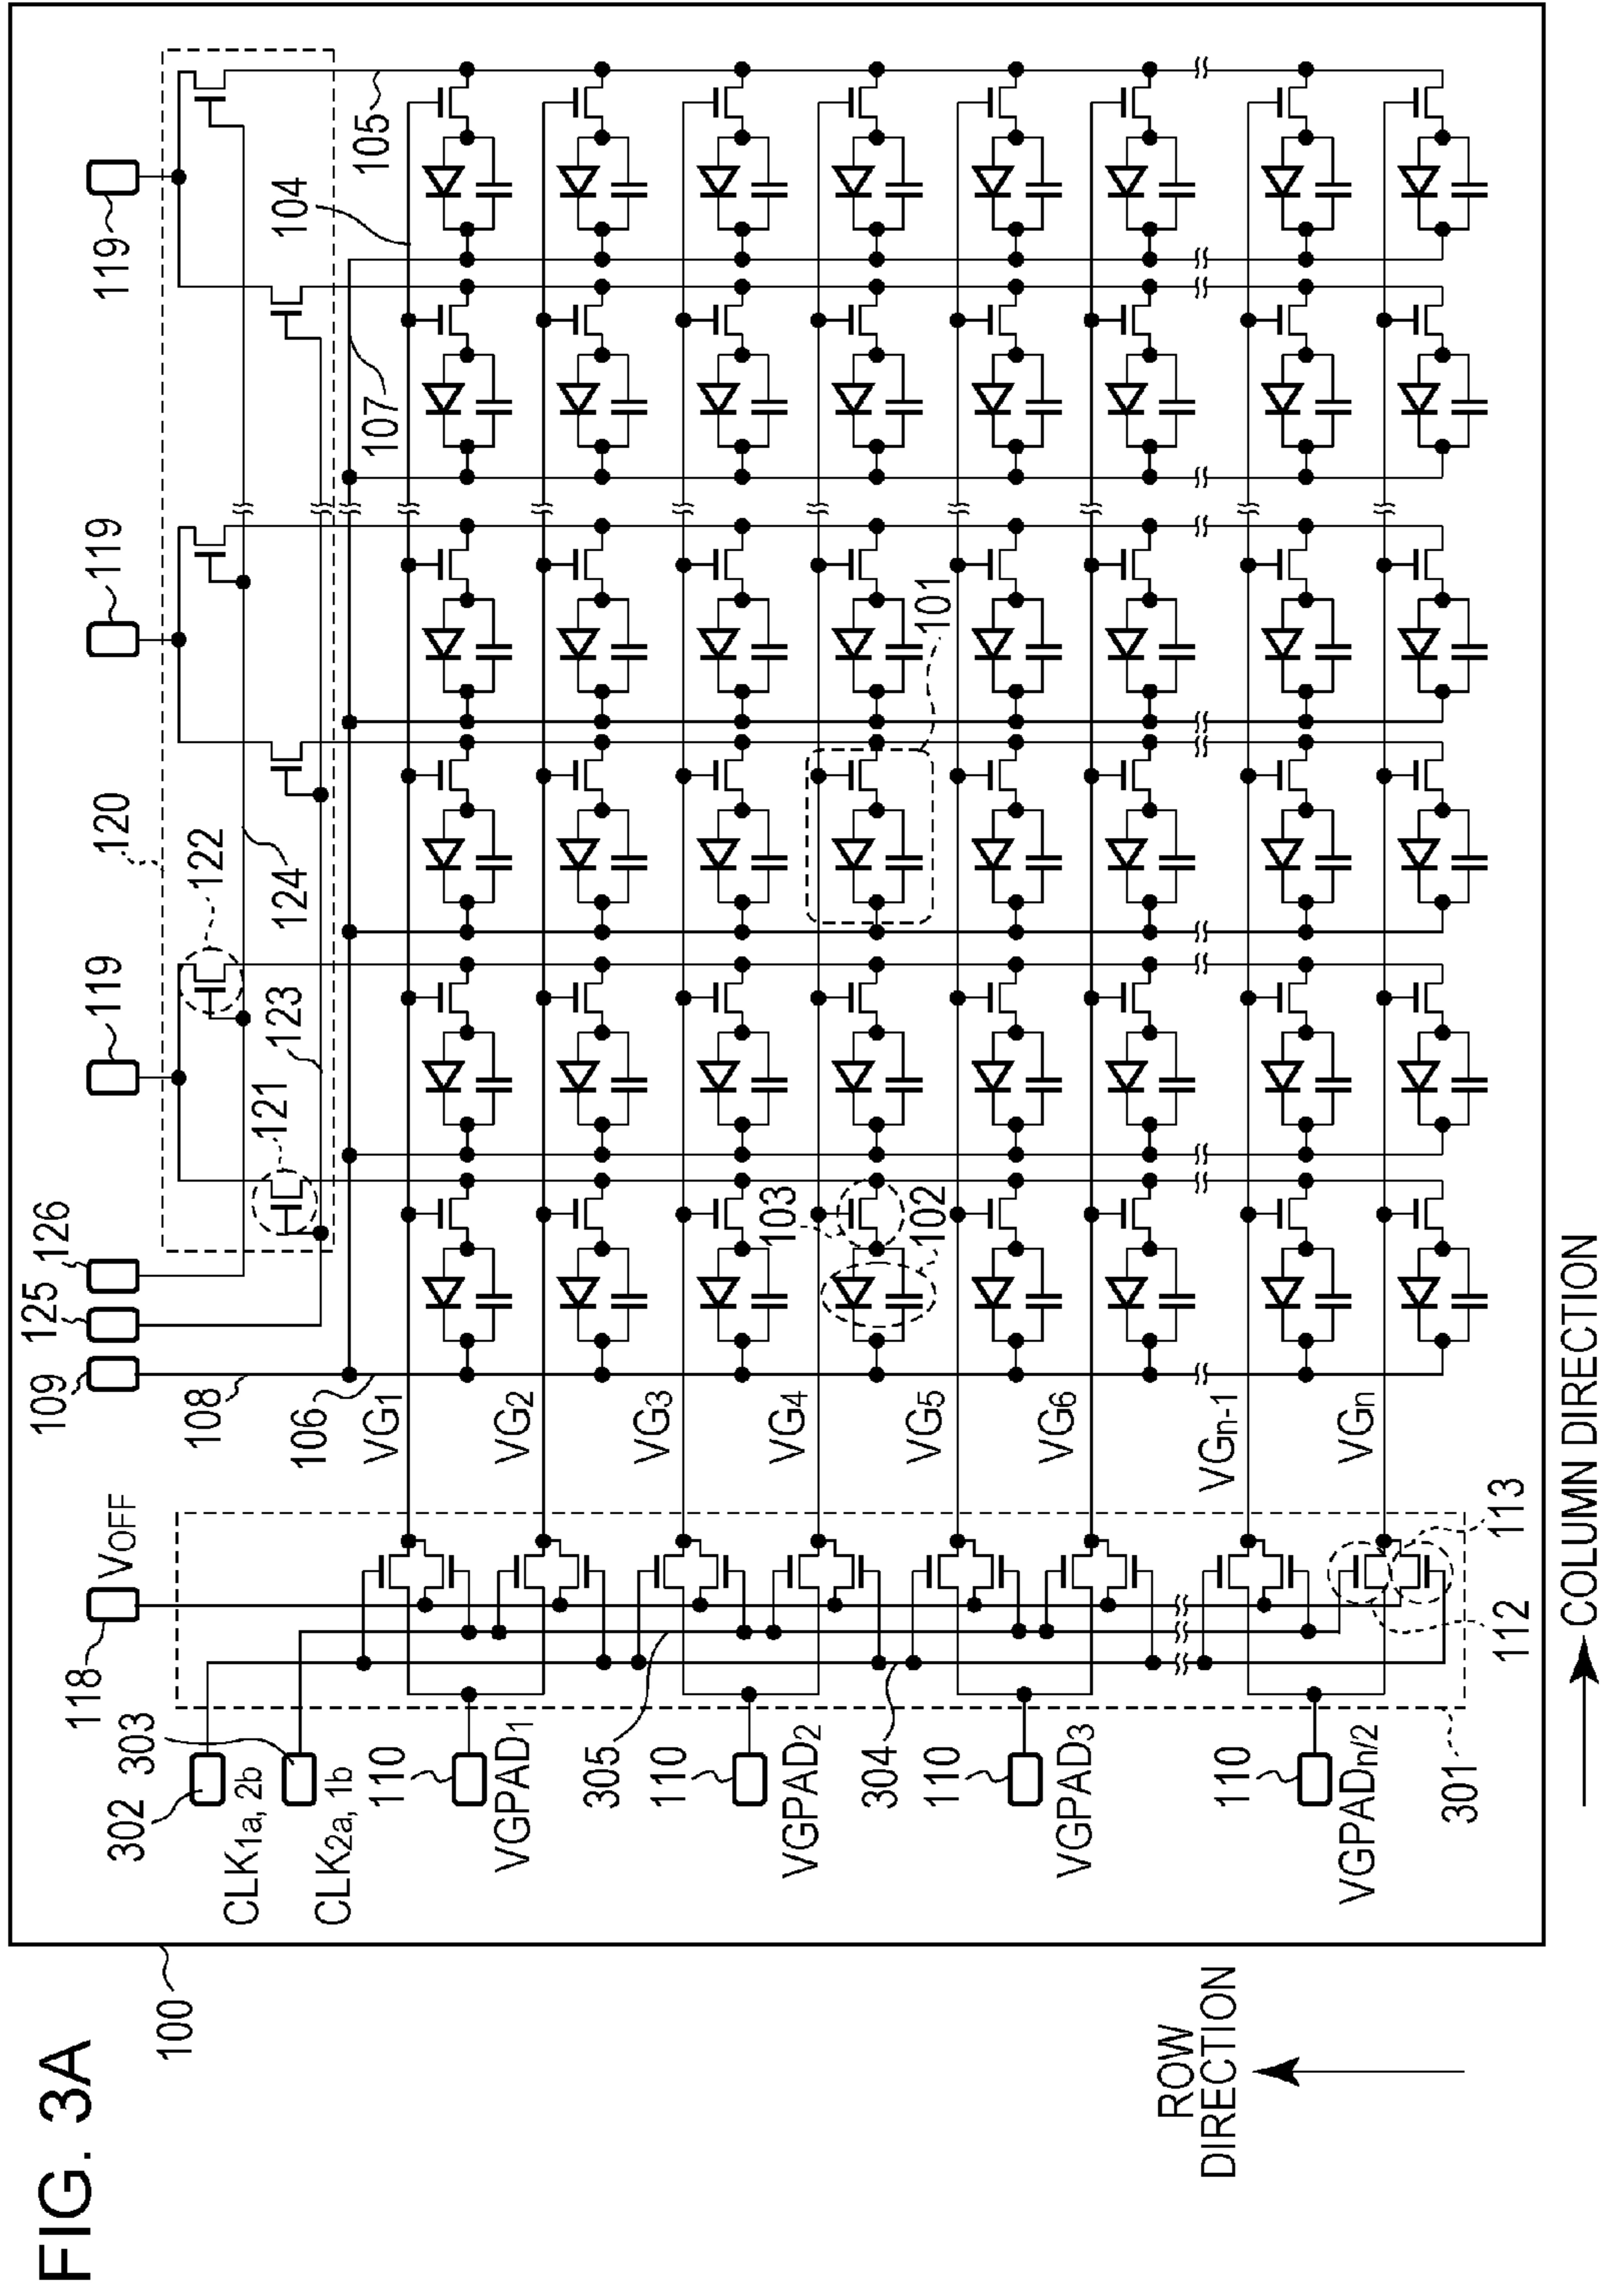 FIG. 3A
100
ROW
DIRECTION
COLUMN DIRECTION
119
119
119
120
122
121
123
124
126
125
109
108
106
107
104
105
101
103
102
118
VOFF
302
CLK1a, 2b
303
CLK2a, 1b
110
VGPAD1
305
110
VGPAD2
304
110
VGPAD3
110
VGPADn/2
301
112
113
VG1
VG2
VG3
VG4
VG5
VG6
VGn-1
VGn